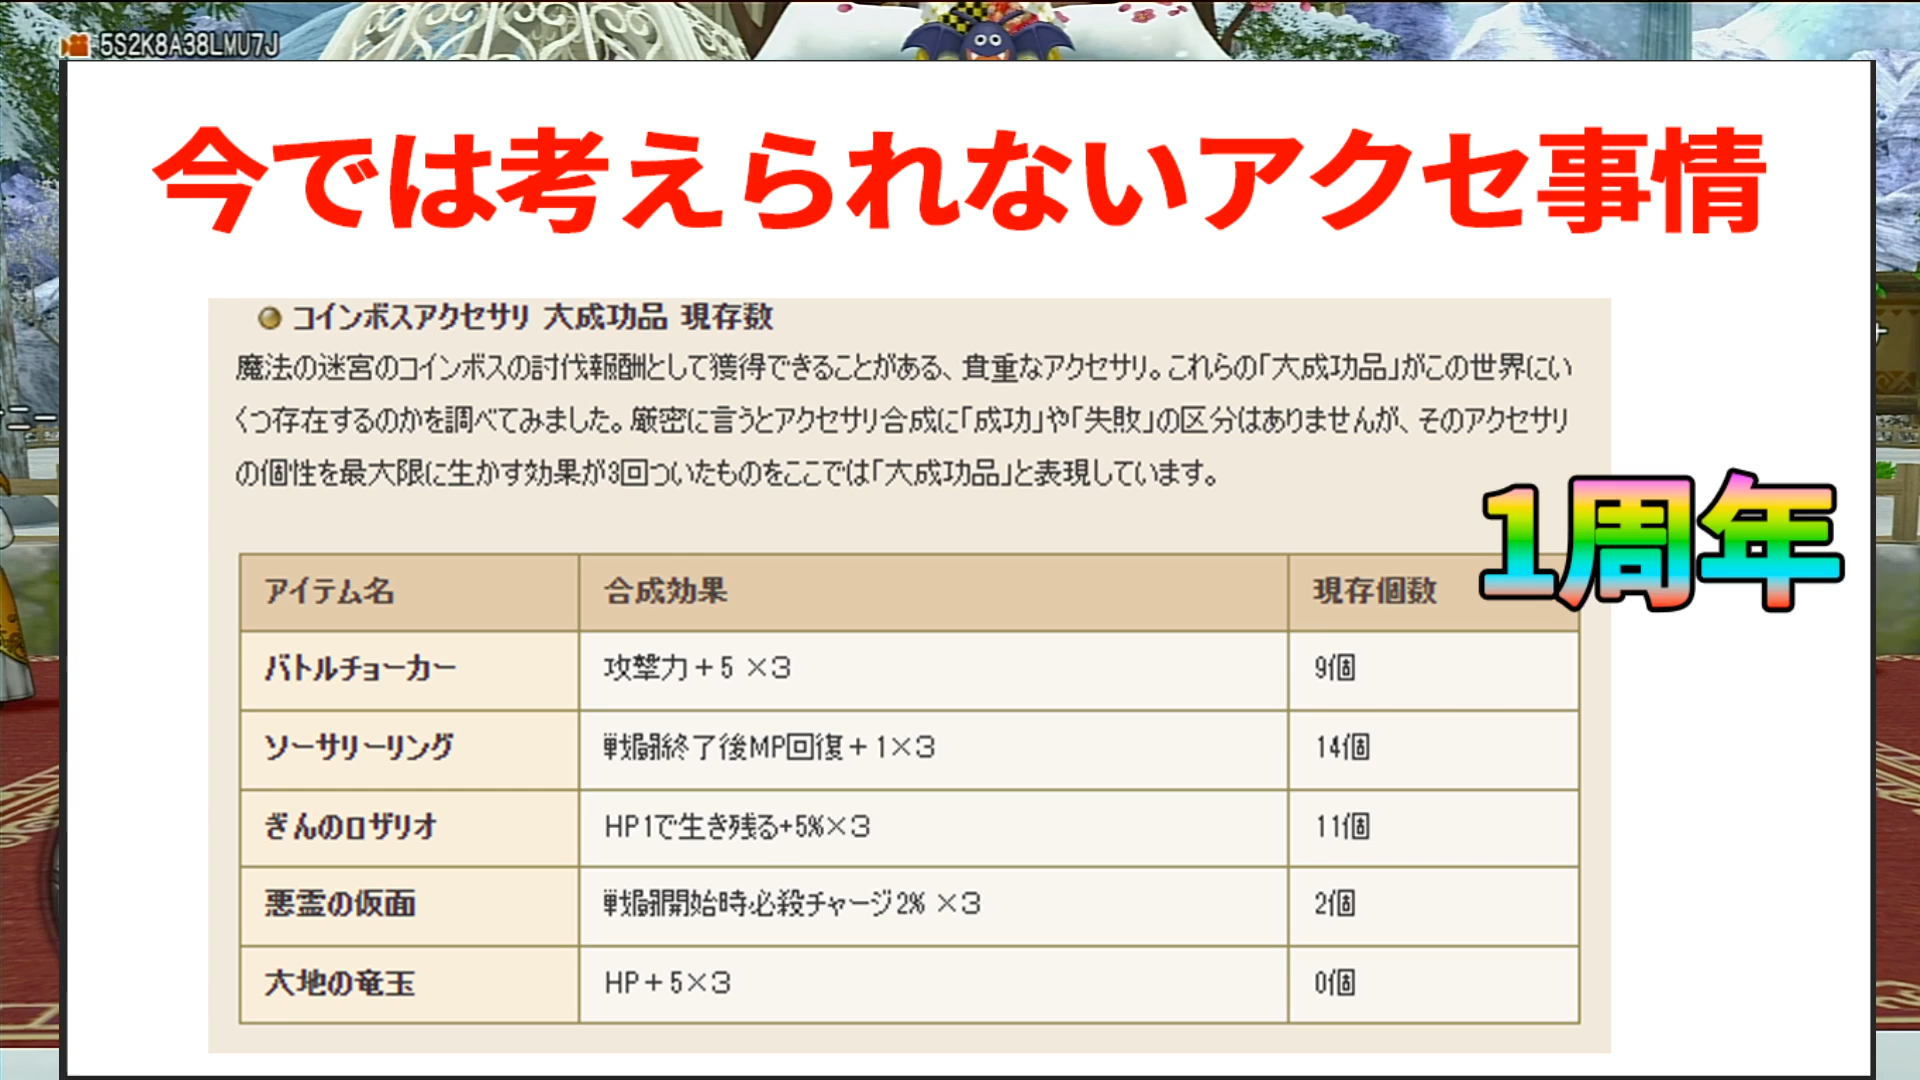 5S2K8A38LMU7J
今では考えられないアクセ事情
コインボスアクセサリ 大成功品 現存数
魔法の迷宮のコインボスの討伐報酬として獲得できることがある、貴重なアクセサリ。これらの「大成功品」がこの世界にい
くつ存在するのかを調べてみました。厳密に言うとアクセサリ合成に「成功」や「失敗」の区分はありませんが、そのアクセサリ
の個性を最大限に生かす効果が3回ついたものをここでは「大成功品」と表現しています。
1周年
アイテム名 合成効果 現存個数
バトルチョーカー 攻撃力＋5 ×3 9個
ソーサリーリング 戦闘終了後MP回復＋1×3 14個
ぎんのロザリオ HP1で生き残る+5%×3 11個
悪霊の仮面 戦闘開始時必殺チャージ2% ×3 2個
大地の竜玉 HP＋5×3 0個